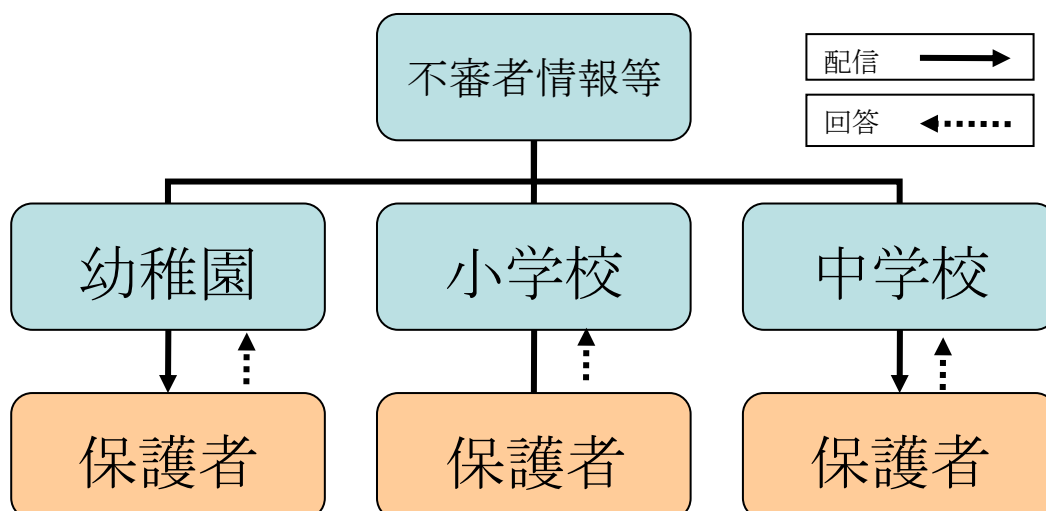 不審者情報等
配信
回答
幼稚園
小学校
中学校
保護者
保護者
保護者